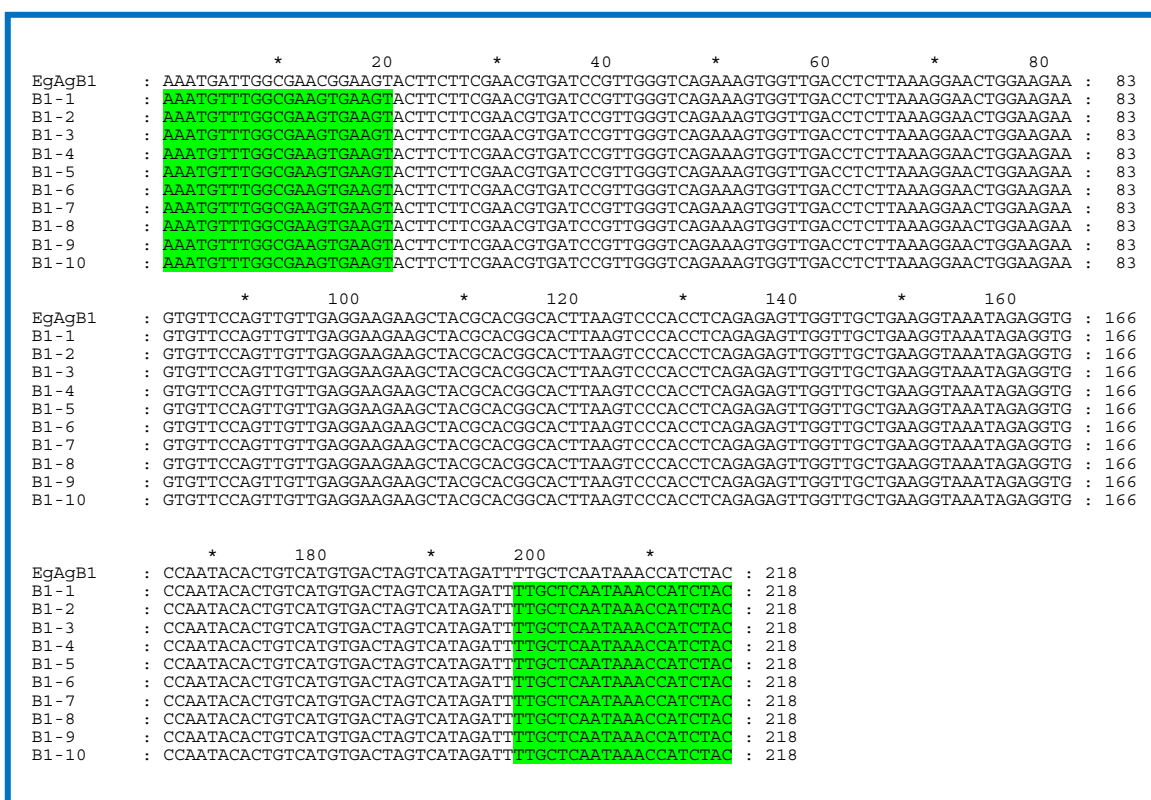 * 20 * 40 * 60 * 80
EgAgB1 : AAATGATTGGCGAACGGAAGTACTTCTTCGAACGTGATCCGTTGGGTCAGAAAGTGGTTGACCTCTTAAAGGAACTGGAAGAA : 83
B1-1 : AAATGTTTGGCGAAGTGAAGTACTTCTTCGAACGTGATCCGTTGGGTCAGAAAGTGGTTGACCTCTTAAAGGAACTGGAAGAA : 83
B1-2 : AAATGTTTGGCGAAGTGAAGTACTTCTTCGAACGTGATCCGTTGGGTCAGAAAGTGGTTGACCTCTTAAAGGAACTGGAAGAA : 83
B1-3 : AAATGTTTGGCGAAGTGAAGTACTTCTTCGAACGTGATCCGTTGGGTCAGAAAGTGGTTGACCTCTTAAAGGAACTGGAAGAA : 83
B1-4 : AAATGTTTGGCGAAGTGAAGTACTTCTTCGAACGTGATCCGTTGGGTCAGAAAGTGGTTGACCTCTTAAAGGAACTGGAAGAA : 83
B1-5 : AAATGTTTGGCGAAGTGAAGTACTTCTTCGAACGTGATCCGTTGGGTCAGAAAGTGGTTGACCTCTTAAAGGAACTGGAAGAA : 83
B1-6 : AAATGTTTGGCGAAGTGAAGTACTTCTTCGAACGTGATCCGTTGGGTCAGAAAGTGGTTGACCTCTTAAAGGAACTGGAAGAA : 83
B1-7 : AAATGTTTGGCGAAGTGAAGTACTTCTTCGAACGTGATCCGTTGGGTCAGAAAGTGGTTGACCTCTTAAAGGAACTGGAAGAA : 83
B1-8 : AAATGTTTGGCGAAGTGAAGTACTTCTTCGAACGTGATCCGTTGGGTCAGAAAGTGGTTGACCTCTTAAAGGAACTGGAAGAA : 83
B1-9 : AAATGTTTGGCGAAGTGAAGTACTTCTTCGAACGTGATCCGTTGGGTCAGAAAGTGGTTGACCTCTTAAAGGAACTGGAAGAA : 83
B1-10 : AAATGTTTGGCGAAGTGAAGTACTTCTTCGAACGTGATCCGTTGGGTCAGAAAGTGGTTGACCTCTTAAAGGAACTGGAAGAA : 83
* 100 * 120 * 140 * 160
EgAgB1 : GTGTTCCAGTTGTTGAGGAAGAAGCTACGCACGGCACTTAAGTCCCACCTCAGAGAGTTGGTTGCTGAAGGTAAATAGAGGTG : 166
B1-1 : GTGTTCCAGTTGTTGAGGAAGAAGCTACGCACGGCACTTAAGTCCCACCTCAGAGAGTTGGTTGCTGAAGGTAAATAGAGGTG : 166
B1-2 : GTGTTCCAGTTGTTGAGGAAGAAGCTACGCACGGCACTTAAGTCCCACCTCAGAGAGTTGGTTGCTGAAGGTAAATAGAGGTG : 166
B1-3 : GTGTTCCAGTTGTTGAGGAAGAAGCTACGCACGGCACTTAAGTCCCACCTCAGAGAGTTGGTTGCTGAAGGTAAATAGAGGTG : 166
B1-4 : GTGTTCCAGTTGTTGAGGAAGAAGCTACGCACGGCACTTAAGTCCCACCTCAGAGAGTTGGTTGCTGAAGGTAAATAGAGGTG : 166
B1-5 : GTGTTCCAGTTGTTGAGGAAGAAGCTACGCACGGCACTTAAGTCCCACCTCAGAGAGTTGGTTGCTGAAGGTAAATAGAGGTG : 166
B1-6 : GTGTTCCAGTTGTTGAGGAAGAAGCTACGCACGGCACTTAAGTCCCACCTCAGAGAGTTGGTTGCTGAAGGTAAATAGAGGTG : 166
B1-7 : GTGTTCCAGTTGTTGAGGAAGAAGCTACGCACGGCACTTAAGTCCCACCTCAGAGAGTTGGTTGCTGAAGGTAAATAGAGGTG : 166
B1-8 : GTGTTCCAGTTGTTGAGGAAGAAGCTACGCACGGCACTTAAGTCCCACCTCAGAGAGTTGGTTGCTGAAGGTAAATAGAGGTG : 166
B1-9 : GTGTTCCAGTTGTTGAGGAAGAAGCTACGCACGGCACTTAAGTCCCACCTCAGAGAGTTGGTTGCTGAAGGTAAATAGAGGTG : 166
B1-10 : GTGTTCCAGTTGTTGAGGAAGAAGCTACGCACGGCACTTAAGTCCCACCTCAGAGAGTTGGTTGCTGAAGGTAAATAGAGGTG : 166
* 180 * 200 *
EgAgB1 : CCAATACACTGTCATGTGACTAGTCATAGATTTTGCTCAATAAACCATCTAC : 218
B1-1 : CCAATACACTGTCATGTGACTAGTCATAGATTTTGCTCAATAAACCATCTAC : 218
B1-2 : CCAATACACTGTCATGTGACTAGTCATAGATTTTGCTCAATAAACCATCTAC : 218
B1-3 : CCAATACACTGTCATGTGACTAGTCATAGATTTTGCTCAATAAACCATCTAC : 218
B1-4 : CCAATACACTGTCATGTGACTAGTCATAGATTTTGCTCAATAAACCATCTAC : 218
B1-5 : CCAATACACTGTCATGTGACTAGTCATAGATTTTGCTCAATAAACCATCTAC : 218
B1-6 : CCAATACACTGTCATGTGACTAGTCATAGATTTTGCTCAATAAACCATCTAC : 218
B1-7 : CCAATACACTGTCATGTGACTAGTCATAGATTTTGCTCAATAAACCATCTAC : 218
B1-8 : CCAATACACTGTCATGTGACTAGTCATAGATTTTGCTCAATAAACCATCTAC : 218
B1-9 : CCAATACACTGTCATGTGACTAGTCATAGATTTTGCTCAATAAACCATCTAC : 218
B1-10 : CCAATACACTGTCATGTGACTAGTCATAGATTTTGCTCAATAAACCATCTAC : 218